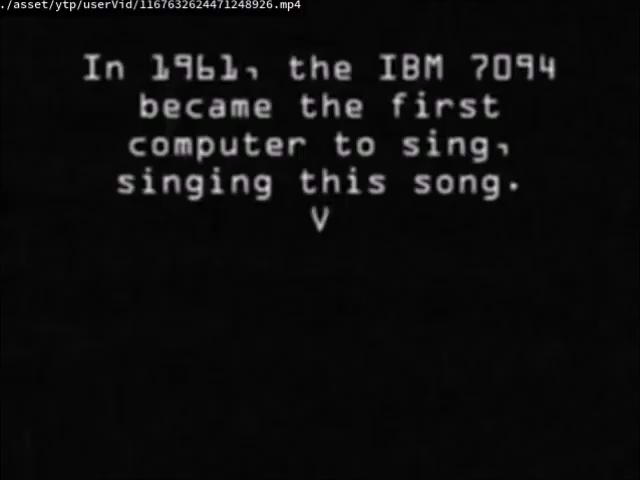 ./asset/ytp/userVid/1167632624471248926.mp4
In 1961, the IBM 7094
became the first
computer to sing,
singing this song.
V